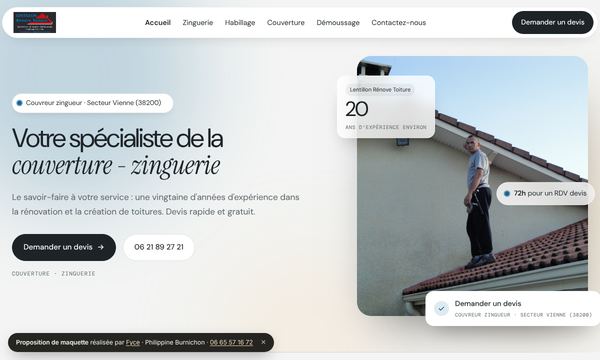 Accueil
Zinguerie
Habillage
Couverture
Démoussage
Contactez-nous
Demander un devis
Couvreur zingueur · Secteur Vienne (38200)
Votre spécialiste de la
couverture - zinguerie
Le savoir-faire à votre service : une vingtaine d'années d'expérience dans
la rénovation et la création de toitures. Devis rapide et gratuit.
Demander un devis →
06 21 89 27 21
COUVERTURE · ZINGUERIE
Lentillon Rénove Toiture
20
ANS D'EXPÉRIENCE ENVIRON
72h pour un RDV devis
Demander un devis
COUVREUR ZINGUEUR · SECTEUR VIENNE (38200)
Proposition de maquette réalisée par Fyce · Philippine Burnichon · 06 65 57 16 72 ×